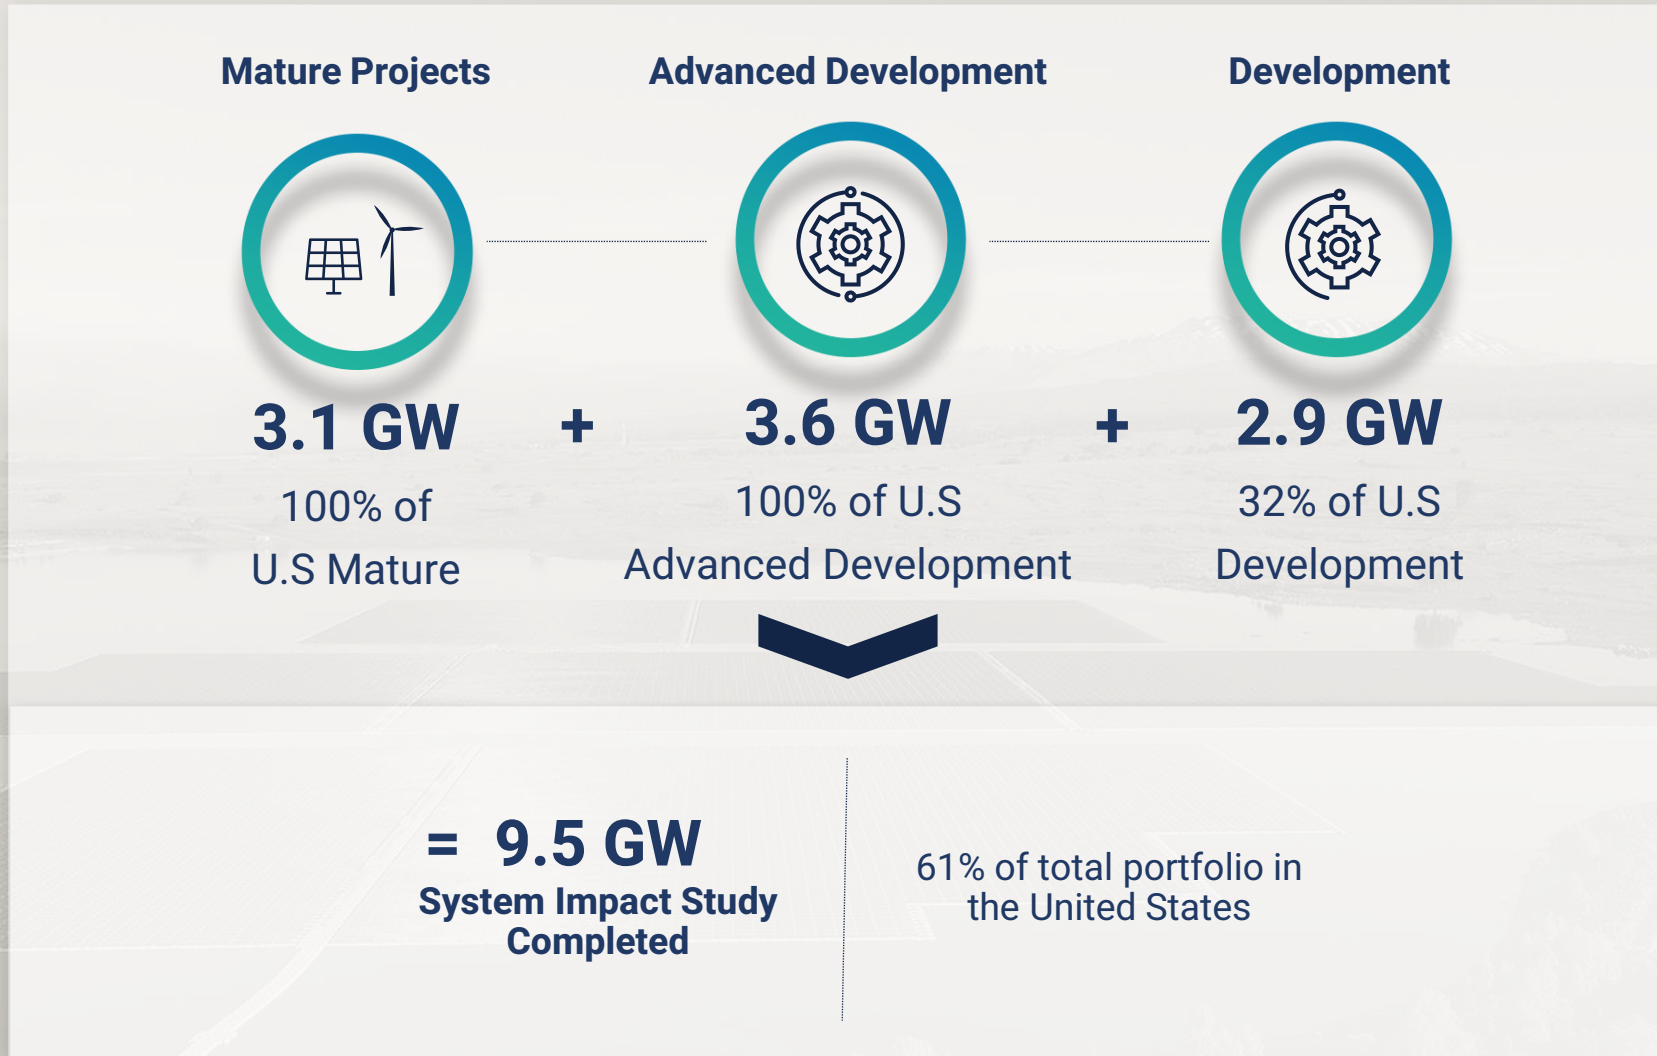 Mature Projects
Advanced Development
Development
3.1 GW + 3.6 GW + 2.9 GW
100% of
U.S Mature
100% of U.S
Advanced Development
32% of U.S
Development
= 9.5 GW
System Impact Study
Completed
61% of total portfolio in
the United States